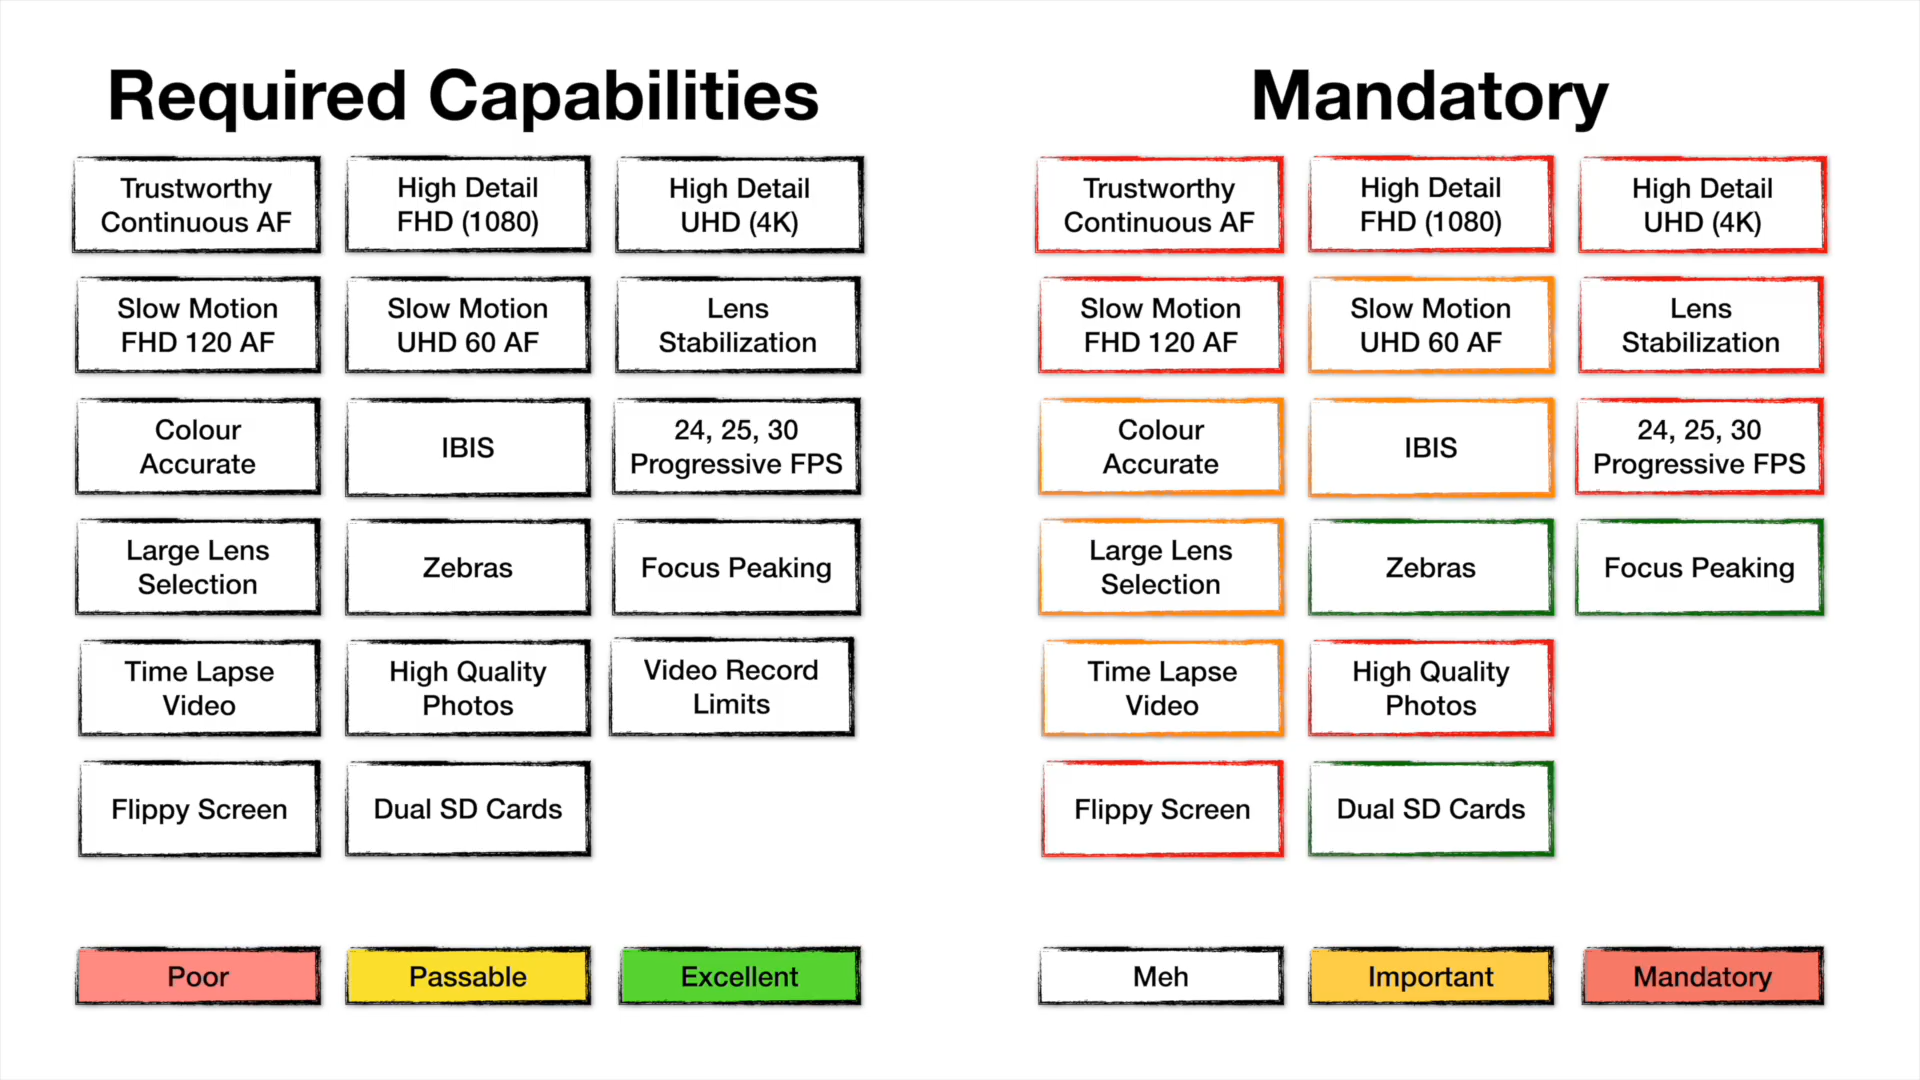 Required Capabilities
Trustworthy
Continuous AF
High Detail
FHD (1080)
High Detail
UHD (4K)
Slow Motion
FHD 120 AF
Slow Motion
UHD 60 AF
Lens
Stabilization
Colour
Accurate
IBIS
24, 25, 30
Progressive FPS
Large Lens
Selection
Zebras
Focus Peaking
Time Lapse
Video
High Quality
Photos
Video Record
Limits
Flippy Screen
Dual SD Cards
Poor
Passable
Excellent
Mandatory
Trustworthy
Continuous AF
High Detail
FHD (1080)
High Detail
UHD (4K)
Slow Motion
FHD 120 AF
Slow Motion
UHD 60 AF
Lens
Stabilization
Colour
Accurate
IBIS
24, 25, 30
Progressive FPS
Large Lens
Selection
Zebras
Focus Peaking
Time Lapse
Video
High Quality
Photos
Flippy Screen
Dual SD Cards
Meh
Important
Mandatory